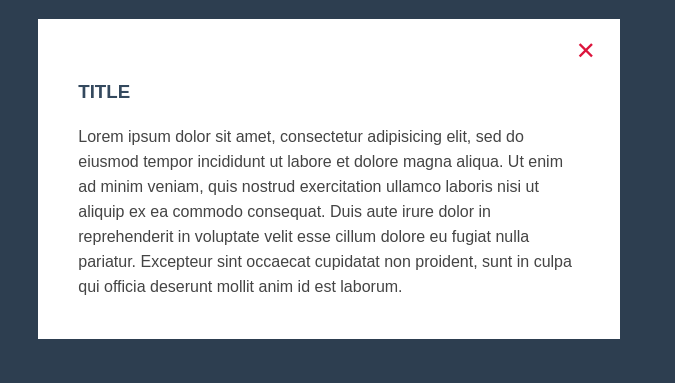 ✕
TITLE
Lorem ipsum dolor sit amet, consectetur adipisicing elit, sed do
eiusmod tempor incididunt ut labore et dolore magna aliqua. Ut enim
ad minim veniam, quis nostrud exercitation ullamco laboris nisi ut
aliquip ex ea commodo consequat. Duis aute irure dolor in
reprehenderit in voluptate velit esse cillum dolore eu fugiat nulla
pariatur. Excepteur sint occaecat cupidatat non proident, sunt in culpa
qui officia deserunt mollit anim id est laborum.